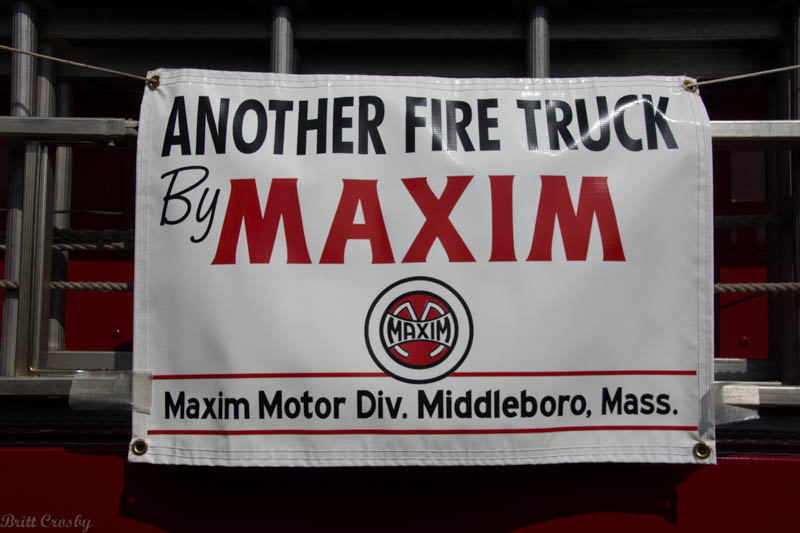 ANOTHER FIRE TRUCK
By MAXIM
MAXIM
Maxim Motor Div. Middleboro, Mass.
Britt Crosby